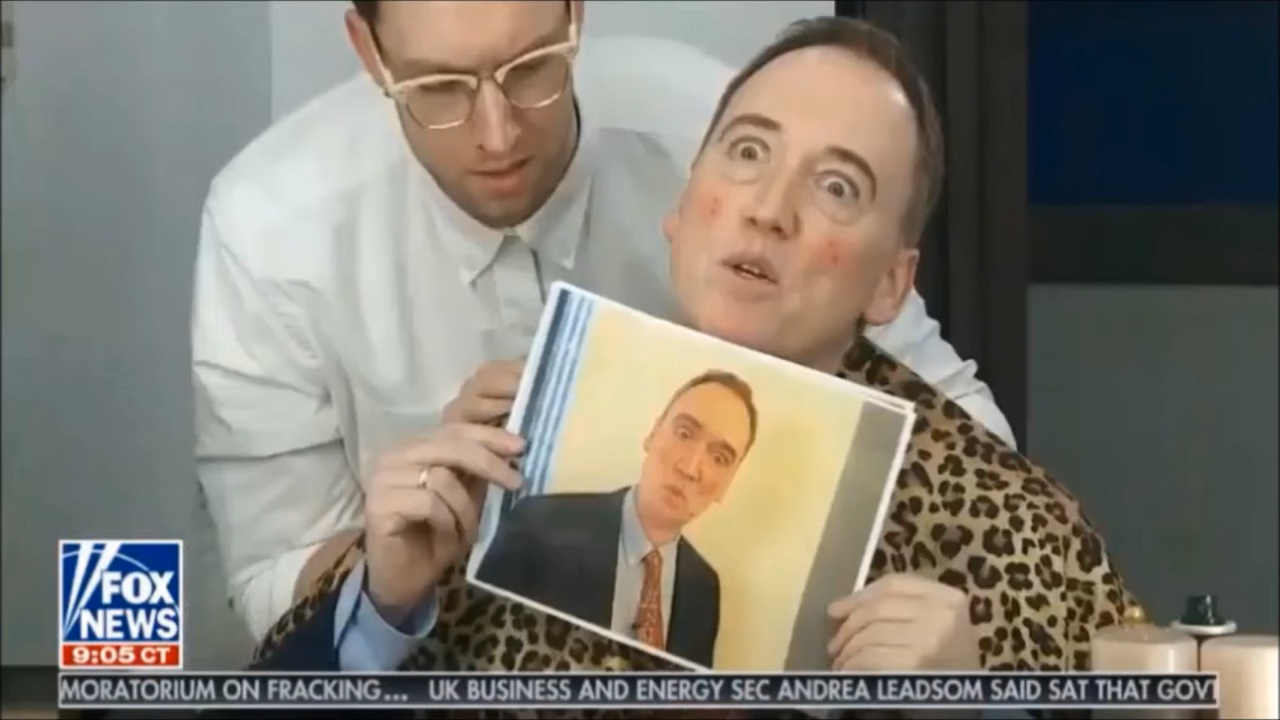 FOX
NEWS
9:05 CT
MORATORIUM ON FRACKING... UK BUSINESS AND ENERGY SEC ANDREA LEADSOM SAID SAT THAT GOVT